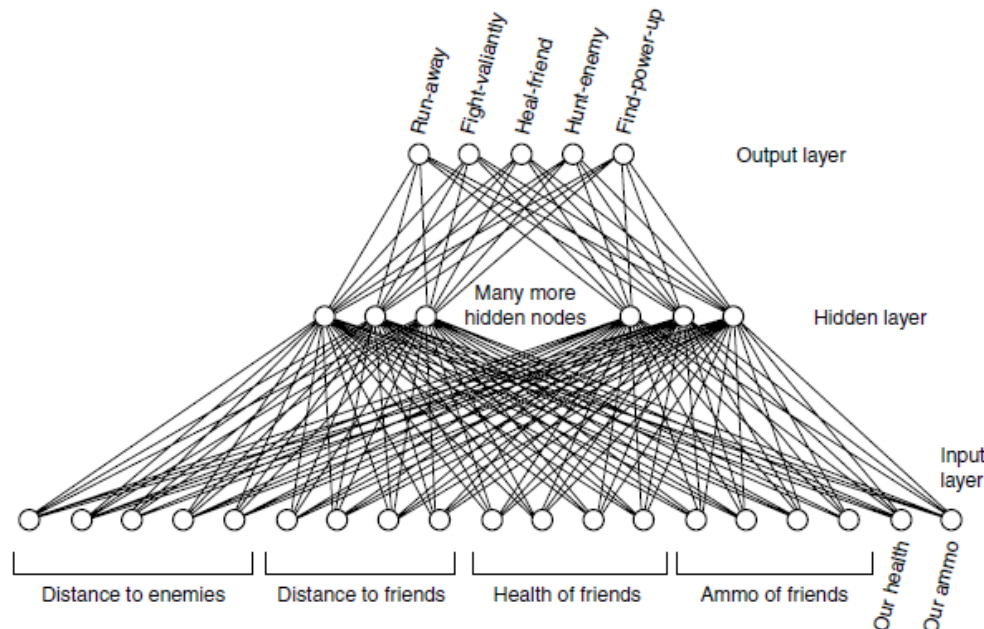 Run-away
Fight-valiantly
Heal-friend
Hunt-enemy
Find-power-up
Output layer
Many more
hidden nodes
Hidden layer
Input
layer
Distance to enemies
Distance to friends
Health of friends
Ammo of friends
Our health
Our ammo